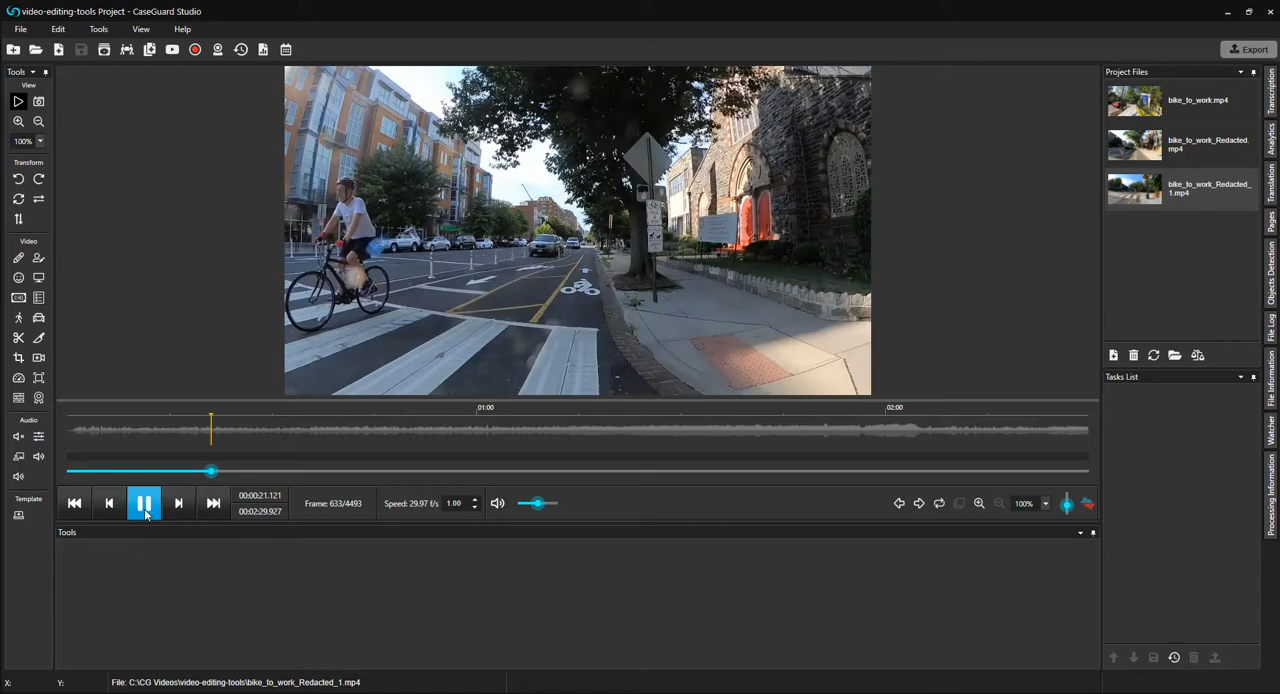 video-editing-tools Project - CaseGuard Studio
File Edit Tools View Help
Export
Tools
View
100%
Transform
Video
Audio
Template
Project Files
bike_to_work.mp4
bike_to_work_Redacted.
mp4
bike_to_work_Redacted_
1.mp4
Tasks List
Transcription
Analytics
Translation
Pages
Objects Detection
File Log
File Information
Watcher
Processing Information
01:00
02:00
00:00:21.121
00:02:29.927
Frame: 633/4493
Speed: 29.97 f/s
1.00
100%
Tools
X:
Y:
File: C:\CG Videos\video-editing-tools\bike_to_work_Redacted_1.mp4